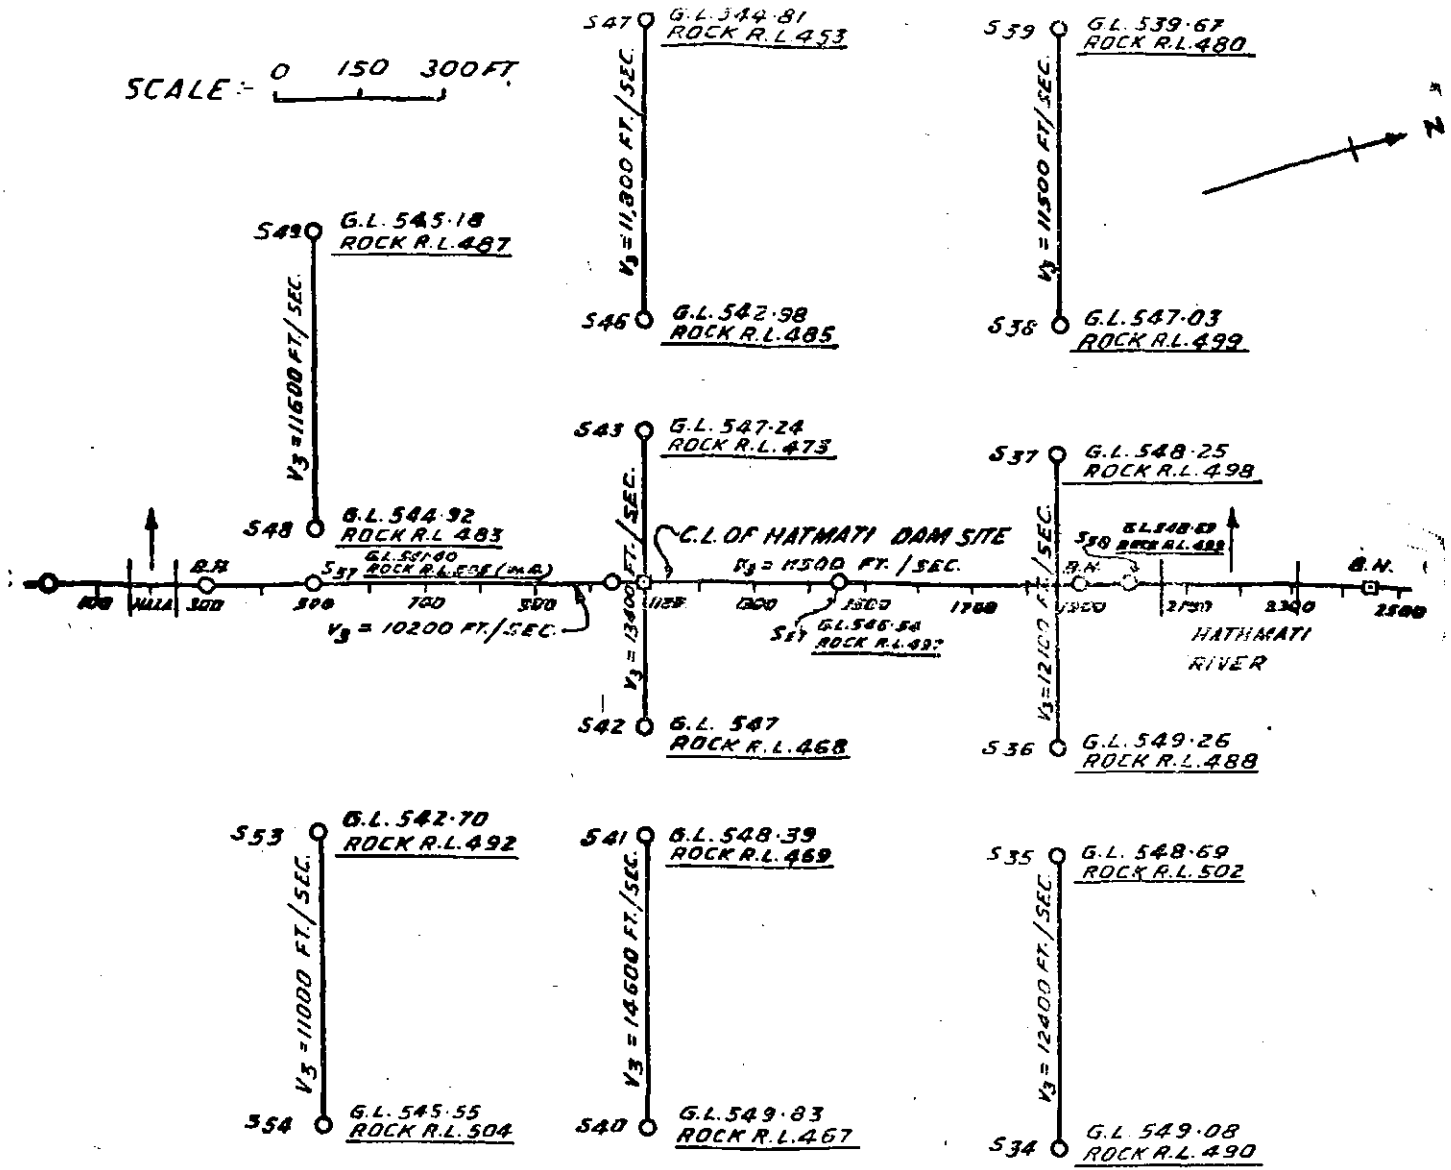 SCALE :- 0 150 300 FT.
S47 G.L. 544.81
ROCK R.L. 453
S39 G.L. 539.67
ROCK R.L. 480
N
V3 = 11,800 FT./SEC.
V3 = 11500 FT/SEC.
S49 G.L. 545.18
ROCK R.L. 487
S46 G.L. 542.98
ROCK R.L. 485
S38 G.L. 547.03
ROCK R.L. 499
V3 = 11600 FT/SEC.
S43 G.L. 547.24
ROCK R.L. 473
S37 G.L. 548.25
ROCK R.L. 498
S48 G.L. 544.92
ROCK R.L. 483
C.L. OF HATMATI DAM SITE
V3 = 11500 FT./SEC.
ROCK R.L.
B.H.
B.H.
NALA 300 700 1300 2300 2500
V3 = 10200 FT./SEC.
V3 = 13400 FT./SEC.
G.L. 546.54
ROCK R.L. 497
V3 = 12100 FT./SEC.
HATHMATI
RIVER
S42 G.L. 547
ROCK R.L. 468
S36 G.L. 549.26
ROCK R.L. 488
S53 G.L. 542.70
ROCK R.L. 492
S41 G.L. 548.39
ROCK R.L. 469
S35 G.L. 548.69
ROCK R.L. 502
V3 = 11000 FT./SEC.
V3 = 14600 FT./SEC.
V3 = 12400 FT./SEC.
S54 G.L. 545.55
ROCK R.L. 504
S40 G.L. 549.83
ROCK R.L. 467
S34 G.L. 549.08
ROCK R.L. 490